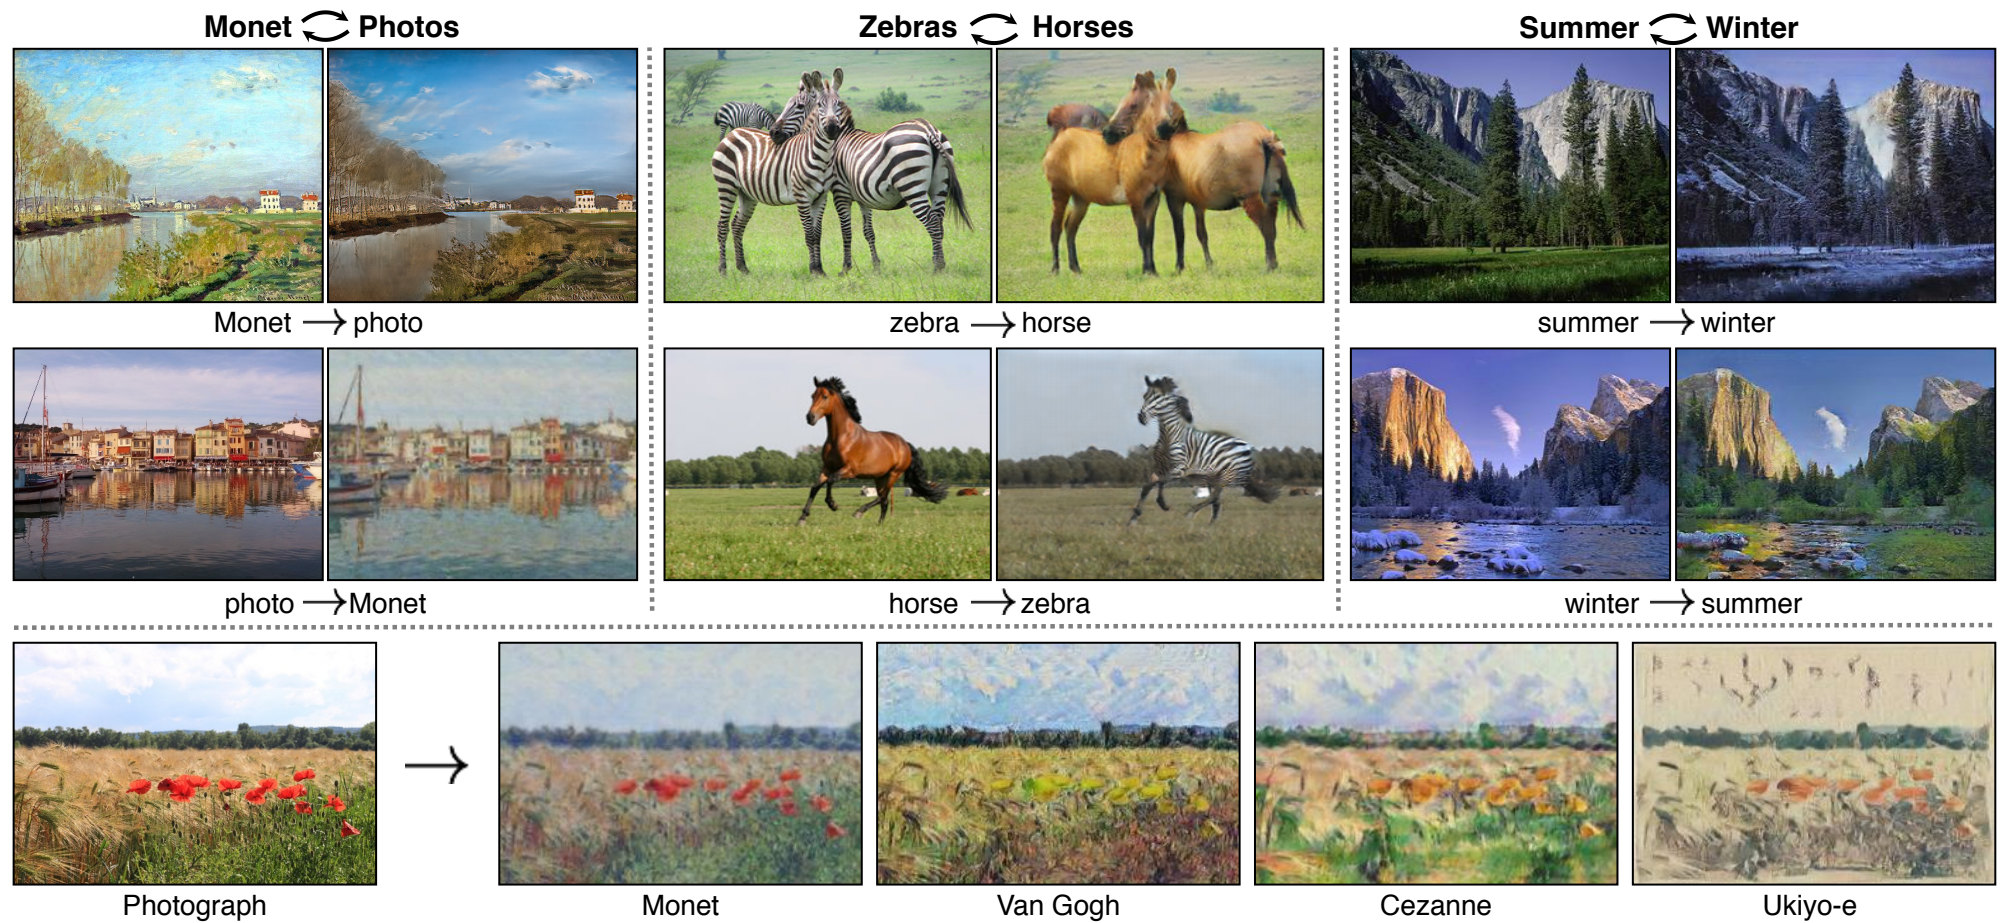 Monet Photos
Zebras Horses
Summer Winter
Monet → photo
zebra → horse
summer → winter
photo → Monet
horse → zebra
winter → summer
Photograph
Monet
Van Gogh
Cezanne
Ukiyo-e